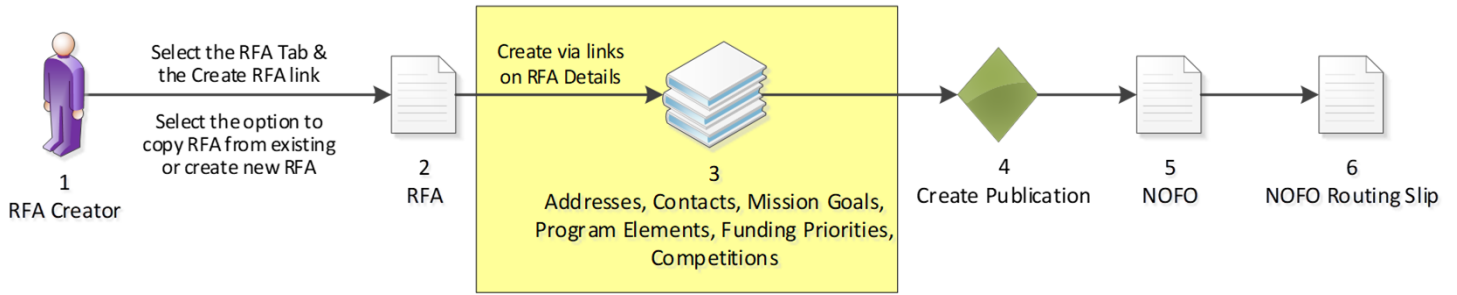 Select the RFA Tab &
the Create RFA link
Select the option to
copy RFA from existing
or create new RFA
1
RFA Creator
2
RFA
Create via links
on RFA Details
3
Addresses, Contacts, Mission Goals,
Program Elements, Funding Priorities,
Competitions
4
Create Publication
5
NOFO
6
NOFO Routing Slip